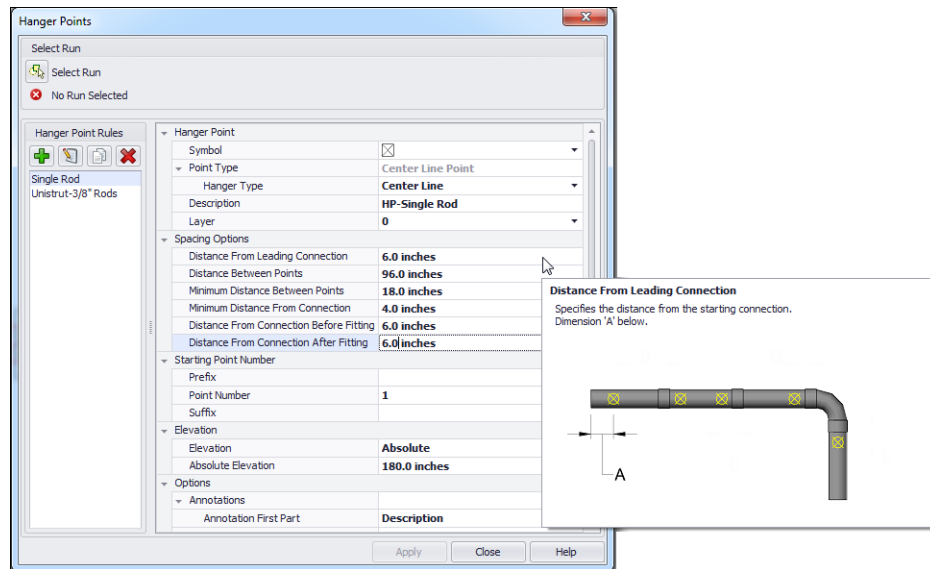 Hanger Points
Select Run
Select Run
No Run Selected
Hanger Point Rules
Single Rod
Unistrut-3/8" Rods
Hanger Point
Symbol
Point Type Center Line Point
Hanger Type Center Line
Description HP-Single Rod
Layer 0
Spacing Options
Distance From Leading Connection 6.0 inches
Distance Between Points 96.0 inches
Minimum Distance Between Points 18.0 inches
Minimum Distance From Connection 4.0 inches
Distance From Connection Before Fitting 6.0 inches
Distance From Connection After Fitting 6.0 inches
Starting Point Number
Prefix
Point Number 1
Suffix
Elevation
Elevation Absolute
Absolute Elevation 180.0 inches
Options
Annotations
Annotation First Part Description
Apply Close Help
Distance From Leading Connection
Specifies the distance from the starting connection.
Dimension 'A' below.
A